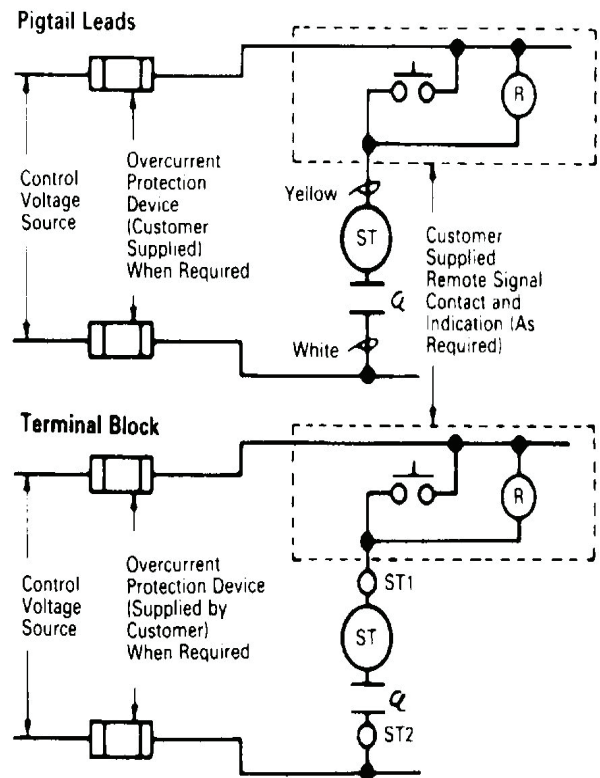 Pigtail Leads
R
Control
Voltage
Source
Overcurrent
Protection
Device
(Customer
Supplied)
When Required
Yellow
ST
a
White
Customer
Supplied
Remote Signal
Contact and
Indication (As
Required)
Terminal Block
R
Control
Voltage
Source
Overcurrent
Protection Device
(Supplied by
Customer)
When Required
ST1
ST
a
ST2